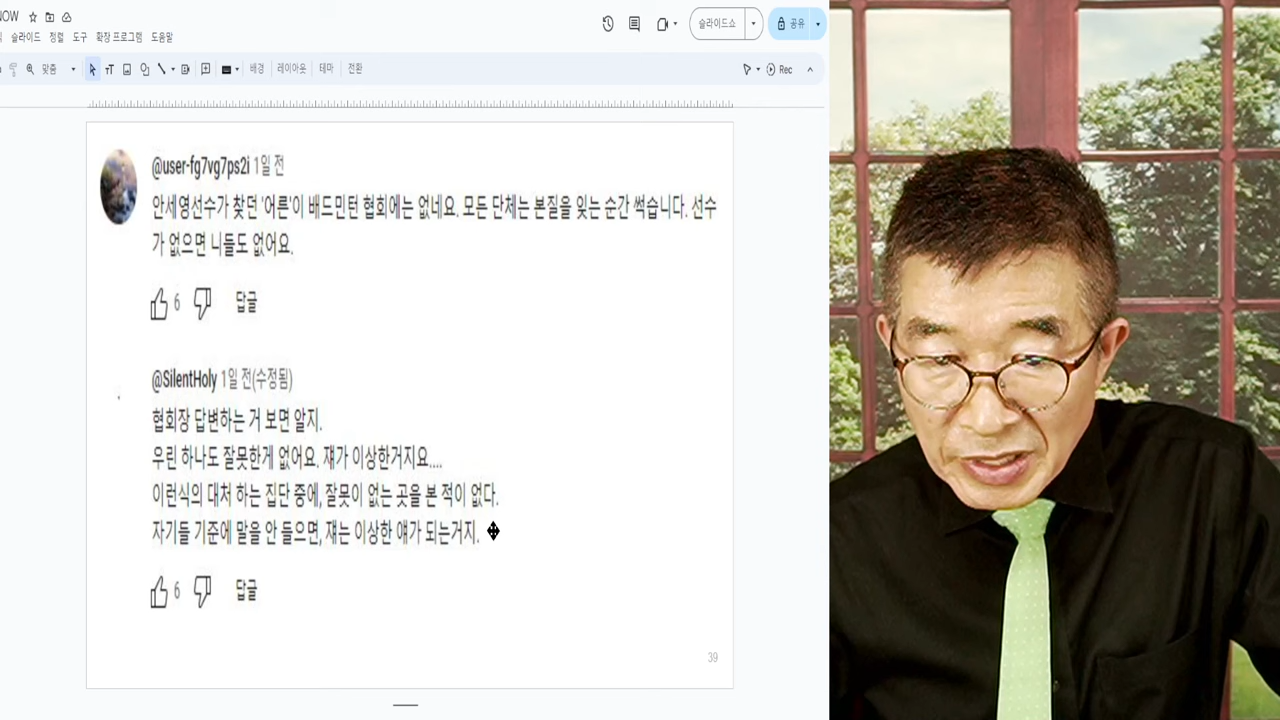 NOW
슬라이드 정렬 도구 확장 프로그램 도움말
슬라이드쇼
공유
맞춤
배경 레이아웃 테마 전환
Rec
@user-fg7vg7ps2i 1일 전
안세영선수가 찾던 '어른'이 배드민턴 협회에는 없네요. 모든 단체는 본질을 잊는 순간 썩습니다. 선수
가 없으면 니들도 없어요.
6 답글
@SilentHoly 1일 전(수정됨)
협회장 답변하는 거 보면 알지.
우린 하나도 잘못한게 없어요. 쟤가 이상한거지요....
이런식의 대처 하는 집단 중에, 잘못이 없는 곳을 본 적이 없다.
자기들 기준에 말을 안 들으면, 쟤는 이상한 얘가 되는거지.
6 답글
39